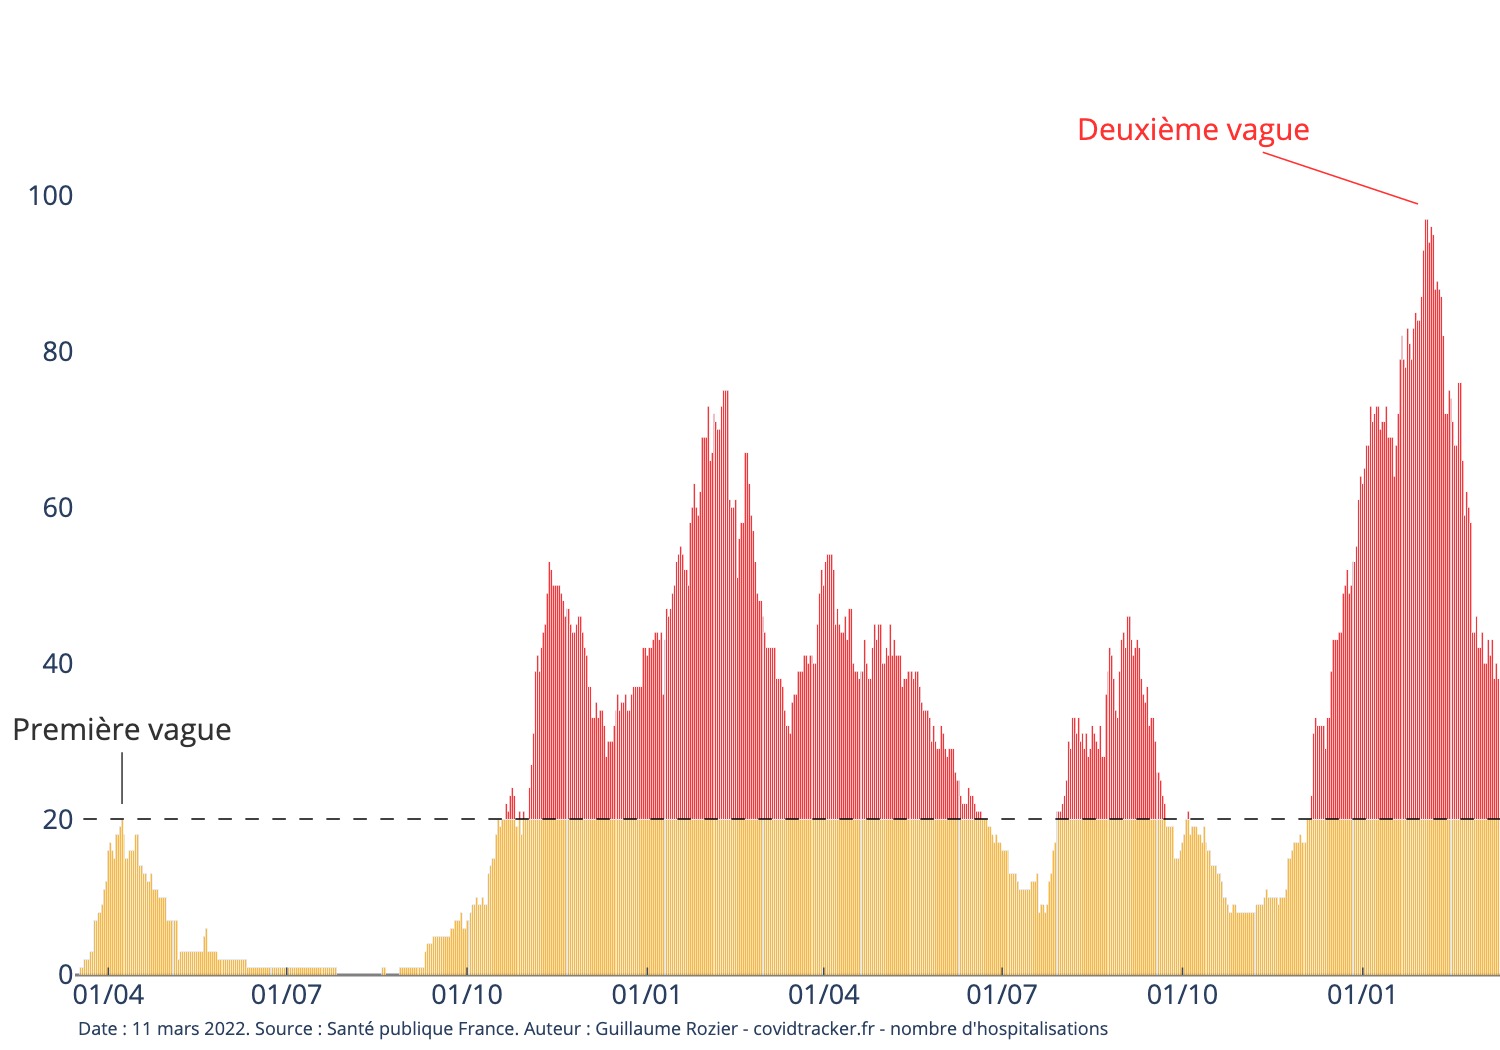 Deuxième vague
100
80
60
40
Première vague
20
0
01/04 01/07 01/10 01/01 01/04 01/07 01/10 01/01
Date : 11 mars 2022. Source : Santé publique France. Auteur : Guillaume Rozier - covidtracker.fr - nombre d'hospitalisations